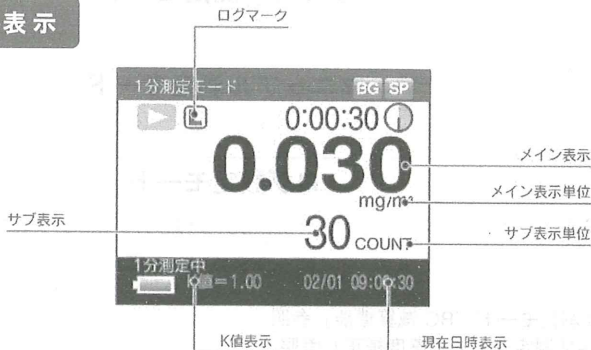 表示
ログマーク
1分測定モード BG SP
L 0:00:30
0.030
メイン表示
mg/m³
メイン表示単位
サブ表示
30 COUNT
サブ表示単位
1分測定中
K値=1.00 02/01 09:00:30
K値表示
現在日時表示